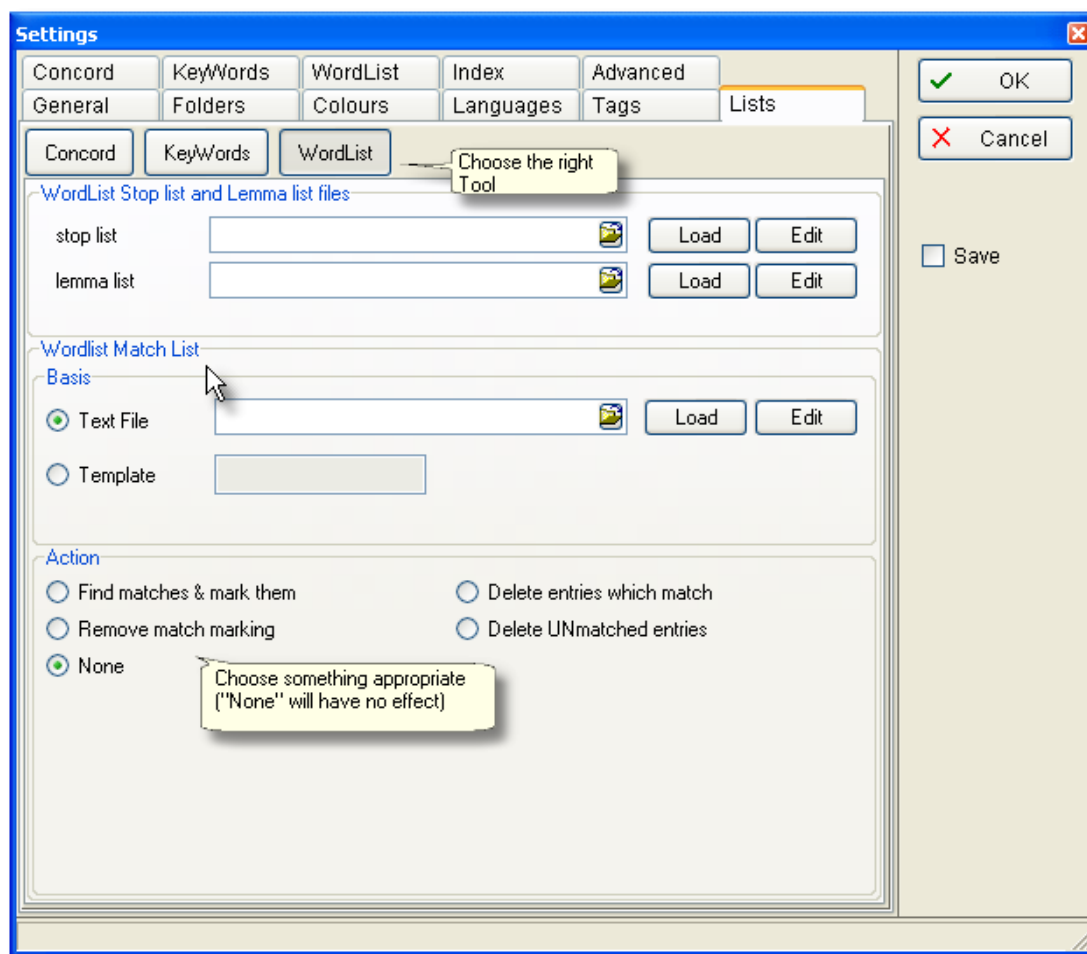 Settings
Concord KeyWords WordList Index Advanced
General Folders Colours Languages Tags Lists
OK
Cancel
Save
Concord KeyWords WordList
Choose the right
Tool
WordList Stop list and Lemma list files
stop list Load Edit
lemma list Load Edit
Wordlist Match List
Basis
Text File Load Edit
Template
Action
Find matches & mark them Delete entries which match
Remove match marking Delete UNmatched entries
None
Choose something appropriate
("None" will have no effect)